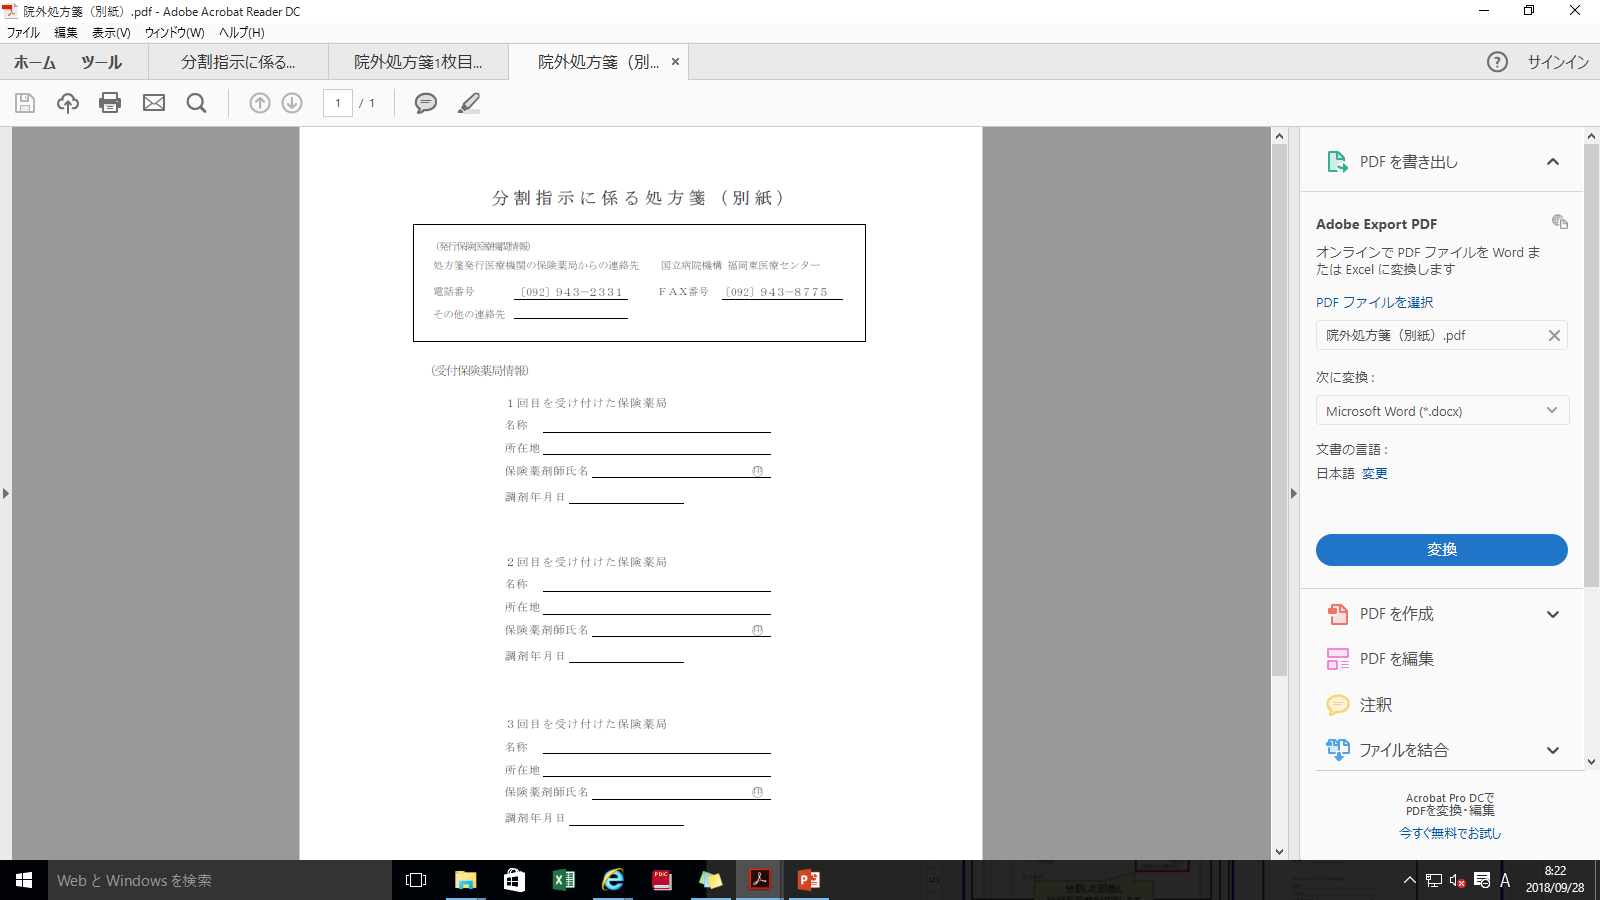 院外処方箋（別紙）.pdf - Adobe Acrobat Reader DC
ファイル 編集 表示(V) ウィンドウ(W) ヘルプ(H)
ホーム ツール 分割指示に係る... 院外処方箋1枚目... 院外処方箋（別... ×
? サインイン
1 / 1
分割指示に係る処方箋（別紙）
（発行保険医療機関情報）
処方箋発行医療機関の保険薬局からの連絡先 国立病院機構 福岡東医療センター
電話番号 〔092〕943－2331 ＦＡＸ番号 〔092〕943－8775
その他の連絡先
（受付保険薬局情報）
１回目を受け付けた保険薬局
名称
所在地
保険薬剤師氏名 ㊞
調剤年月日
２回目を受け付けた保険薬局
名称
所在地
保険薬剤師氏名 ㊞
調剤年月日
３回目を受け付けた保険薬局
名称
所在地
保険薬剤師氏名 ㊞
調剤年月日
PDF を書き出し
Adobe Export PDF
オンラインで PDF ファイルを Word ま
たは Excel に変換します
PDF ファイルを選択
院外処方箋（別紙）.pdf
次に変換 :
Microsoft Word (*.docx)
文書の言語 :
日本語 変更
変換
PDF を作成
PDF を編集
注釈
ファイルを結合
Acrobat Pro DCで
PDFを変換・編集
今すぐ無料でお試し
Web と Windows を検索
PDIC
5
分割した回数と
A
8:22
2018/09/28